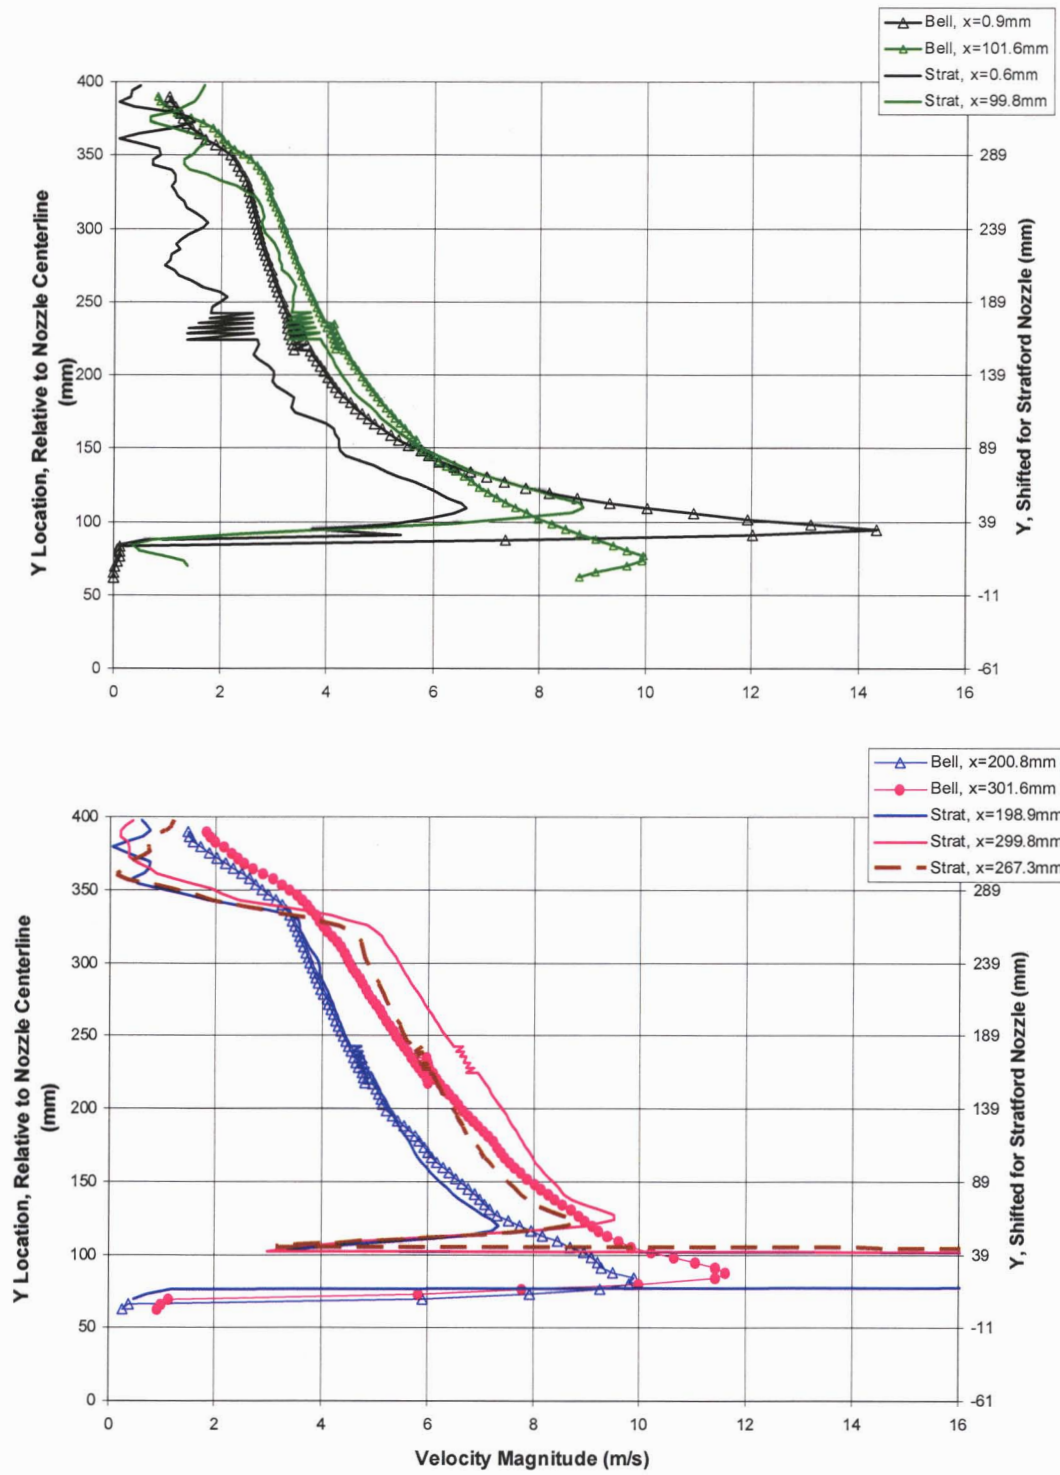 Bell, x=0.9mm
Bell, x=101.6mm
Strat, x=0.6mm
Strat, x=99.8mm
Y Location, Relative to Nozzle Centerline
(mm)
400
350
300
250
200
150
100
50
0
0 2 4 6 8 10 12 14 16
289
239
189
139
89
39
-11
-61
Y, Shifted for Stratford Nozzle (mm)
Bell, x=200.8mm
Bell, x=301.6mm
Strat, x=198.9mm
Strat, x=299.8mm
Strat, x=267.3mm
Y Location, Relative to Nozzle Centerline
(mm)
400
350
300
250
200
150
100
50
0
0 2 4 6 8 10 12 14 16
289
239
189
139
89
39
-11
-61
Y, Shifted for Stratford Nozzle (mm)
Velocity Magnitude (m/s)